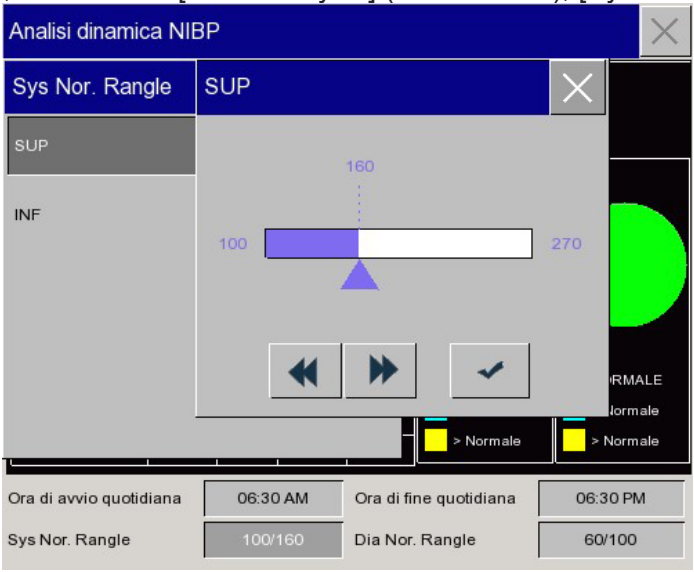 Analisi dinamica NIBP
Sys Nor. Rangle
SUP
SUP
160
INF
100
270
RMALE
Normale
> Normale
> Normale
Ora di avvio quotidiana
06:30 AM
Ora di fine quotidiana
06:30 PM
Sys Nor. Rangle
100/160
Dia Nor. Rangle
60/100